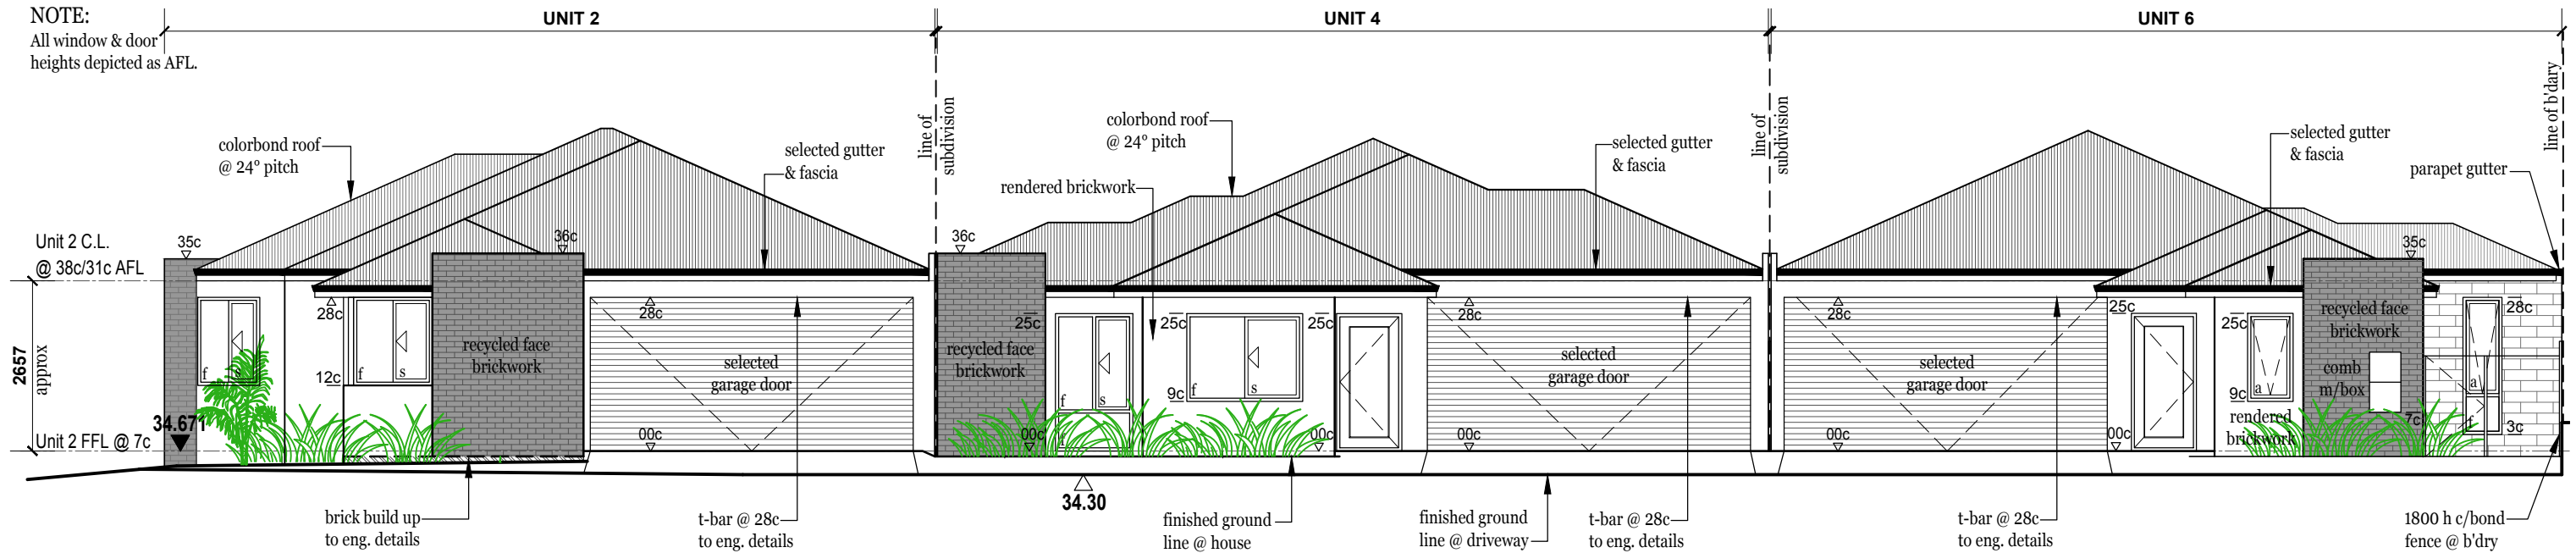 NOTE:
All window & door
heights depicted as AFL.
UNIT 2
UNIT 4
UNIT 6
line of
subdivision
line of
subdivision
line of b'dary
colorbond roof
@ 24° pitch
selected gutter
& fascia
colorbond roof
@ 24° pitch
rendered brickwork
selected gutter
& fascia
selected gutter
& fascia
parapet gutter
Unit 2 C.L.
@ 38c/31c AFL
35c
36c
36c
35c
2657
approx
34.671
Unit 2 FFL @ 7c
f
s
28c
12c
f
s
recycled face
brickwork
28c
selected
garage door
00c
25c
recycled face
brickwork
00c
f
s
f
25c
9c
f
s
25c
00c
28c
selected
garage door
00c
28c
selected
garage door
00c
25c
00c
25c
9c
a
rendered
brickwork
recycled face
brickwork
comb
m/box
7c
28c
a
f
3c
34.30
brick build up
to eng. details
t-bar @ 28c
to eng. details
finished ground
line @ house
finished ground
line @ driveway
t-bar @ 28c
to eng. details
t-bar @ 28c
to eng. details
1800 h c/bond
fence @ b'dry